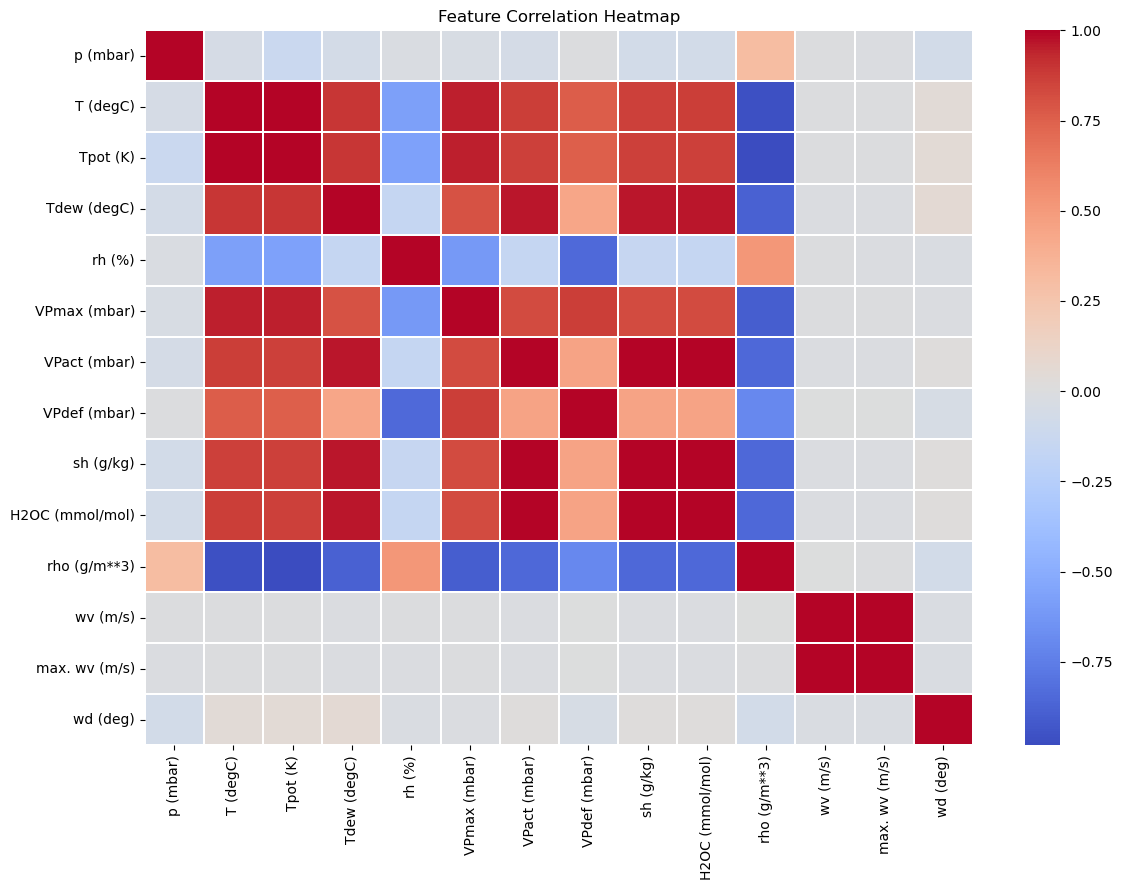 Feature Correlation Heatmap
p (mbar)
T (degC)
Tpot (K)
Tdew (degC)
rh (%)
VPmax (mbar)
VPact (mbar)
VPdef (mbar)
sh (g/kg)
H2OC (mmol/mol)
rho (g/m**3)
wv (m/s)
max. wv (m/s)
wd (deg)
p (mbar)
T (degC)
Tpot (K)
Tdew (degC)
rh (%)
VPmax (mbar)
VPact (mbar)
VPdef (mbar)
sh (g/kg)
H2OC (mmol/mol)
rho (g/m**3)
wv (m/s)
max. wv (m/s)
wd (deg)
1.00
0.75
0.50
0.25
0.00
−0.25
−0.50
−0.75